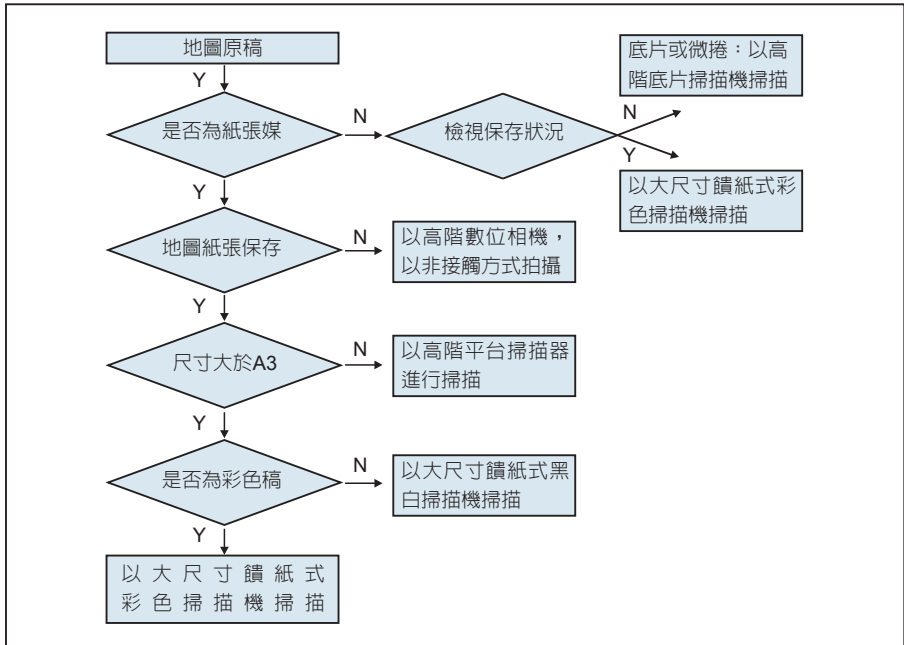 地圖原稿
Y
是否為紙張媒
N
檢視保存狀況
N
底片或微捲：以高
階底片掃描機掃描
Y
以大尺寸饋紙式彩
色掃描機掃描
Y
地圖紙張保存
N
以高階數位相機，
以非接觸方式拍攝
Y
尺寸大於A3
N
以高階平台掃描器
進行掃描
Y
是否為彩色稿
N
以大尺寸饋紙式黑
白掃描機掃描
Y
以大尺寸饋紙式
彩色掃描機掃描